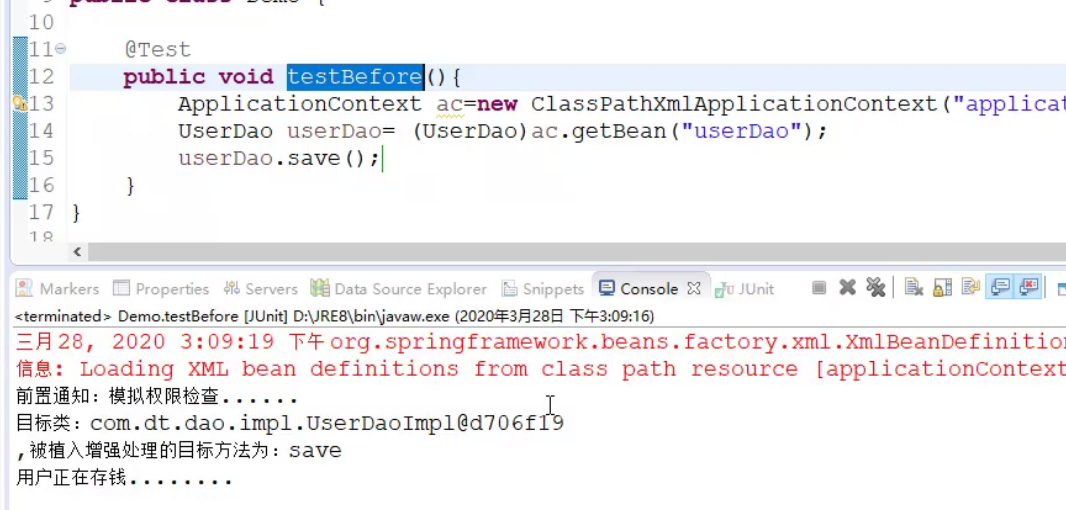 9 public class Demo {
10
11 @Test
12 public void testBefore(){
13 ApplicationContext ac=new ClassPathXmlApplicationContext("applicat
14 UserDao userDao= (UserDao)ac.getBean("userDao");
15 userDao.save();
16 }
17 }
18
Markers Properties Servers Data Source Explorer Snippets Console JUnit
<terminated> Demo.testBefore [JUnit] D:\JRE8\bin\javaw.exe (2020年3月28日 下午3:09:16)
三月 28, 2020 3:09:19 下午 org.springframework.beans.factory.xml.XmlBeanDefinition
信息: Loading XML bean definitions from class path resource [applicationContext
前置通知：模拟权限检查......
目标类：com.dt.dao.impl.UserDaoImpl@d706f19
,被植入增强处理的目标方法为：save
用户正在存钱........